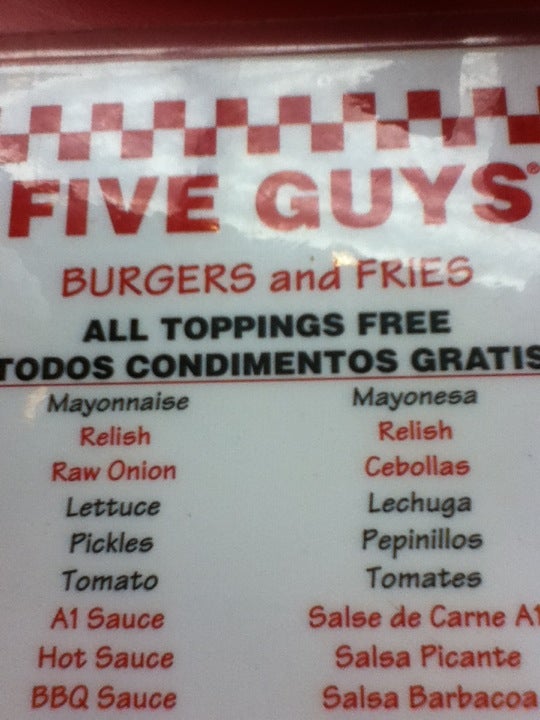 FIVE GUYS®
BURGERS and FRIES
ALL TOPPINGS FREE
TODOS CONDIMENTOS GRATIS
Mayonnaise Mayonesa
Relish Relish
Raw Onion Cebollas
Lettuce Lechuga
Pickles Pepinillos
Tomato Tomates
A1 Sauce Salse de Carne A1
Hot Sauce Salsa Picante
BBQ Sauce Salsa Barbacoa